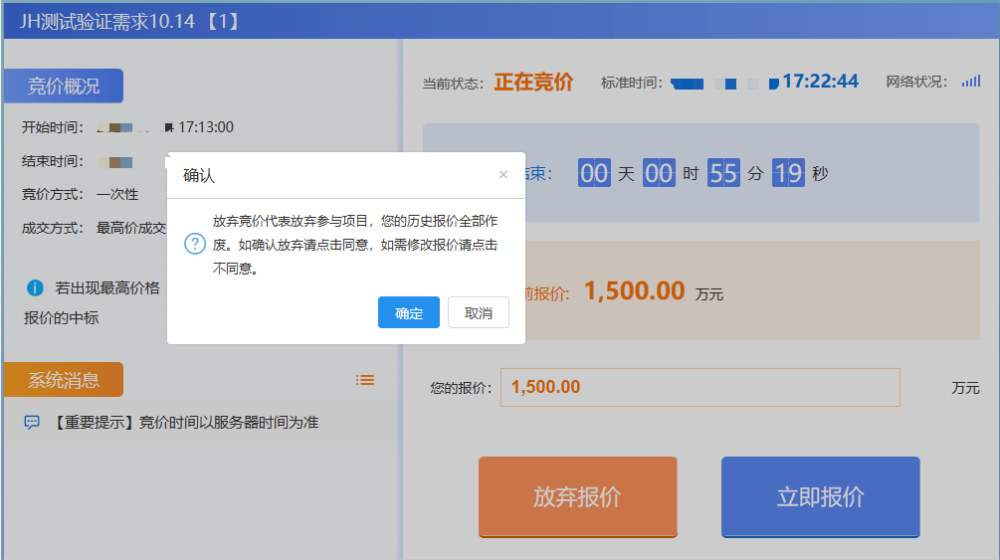 JH测试验证需求10.14 【1】
竞价概况
开始时间： 17:13:00
结束时间：
竞价方式： 一次性
成交方式： 最高价成交
若出现最高价格
报价的中标
系统消息
【重要提示】竞价时间以服务器时间为准
当前状态： 正在竞价 标准时间： 17:22:44 网络状况：
结束： 00 天 00 时 55 分 19 秒
前报价： 1,500.00 万元
您的报价： 1,500.00 万元
放弃报价 立即报价
确认 ×
放弃竞价代表放弃参与项目，您的历史报价全部作
废。如确认放弃请点击同意，如需修改报价请点击
不同意。
确定 取消